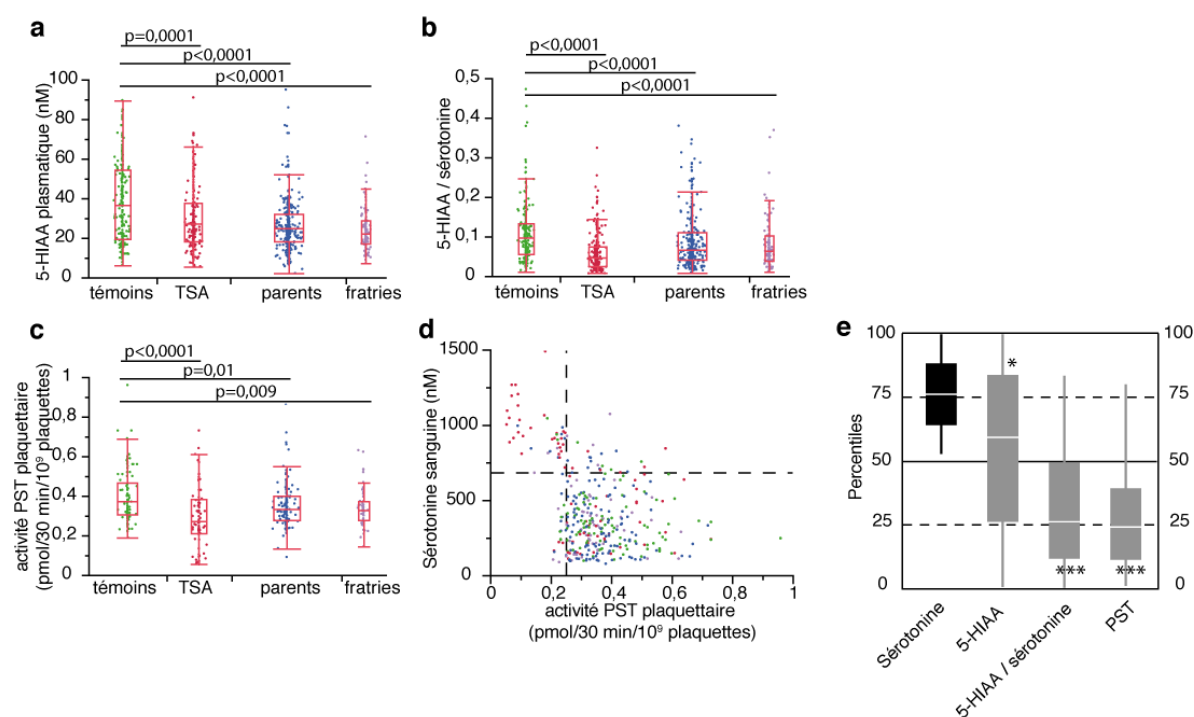 a
p=0,0001
p<0,0001
p<0,0001
5-HIAA plasmatique (nM)
100
80
60
40
20
0
témoins TSA parents fratries
b
p<0,0001
p<0,0001
p<0,0001
5-HIAA / sérotonine
0,5
0,4
0,3
0,2
0,1
0
témoins TSA parents fratries
c
p<0,0001
p=0,01
p=0,009
activité PST plaquettaire
(pmol/30 min/10⁹ plaquettes)
1
0,8
0,6
0,4
0,2
0
témoins TSA parents fratries
d
Sérotonine sanguine (nM)
1500
1000
500
0
0 0,2 0,4 0,6 0,8 1
activité PST plaquettaire
(pmol/30 min/10⁹ plaquettes)
e
Percentiles
100 100
75 75
50 50
25 25
0 0
*
*** ***
Sérotonine
5-HIAA
5-HIAA / sérotonine
PST